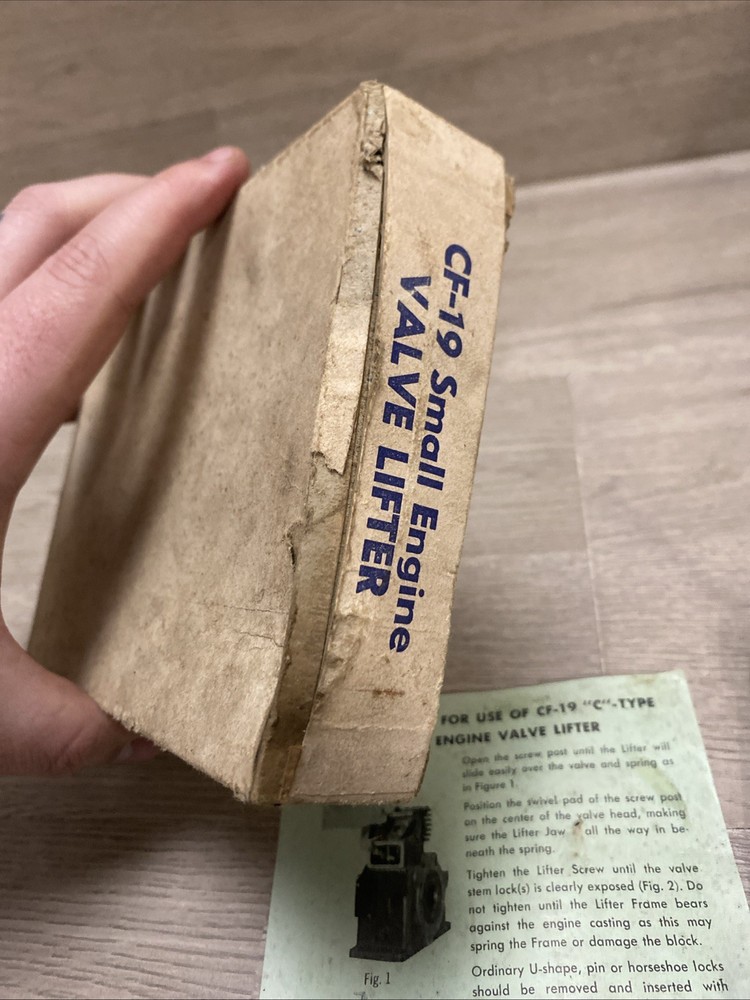 CF-19 Small Engine
VALVE LIFTER
FOR USE OF CF-19 "C"-TYPE
ENGINE VALVE LIFTER
Open the screw post until the Lifter will
slide easily over the valve and spring as
in Figure 1.
Position the swivel pad of the screw post
on the center of the valve head, making
sure the Lifter Jaw all the way in be-
neath the spring.
Tighten the Lifter Screw until the valve
stem lock(s) is clearly exposed (Fig. 2). Do
not tighten until the Lifter Frame bears
against the engine casting as this may
spring the Frame or damage the block.
Ordinary U-shape, pin or horseshoe locks
should be removed and inserted with
Fig. 1